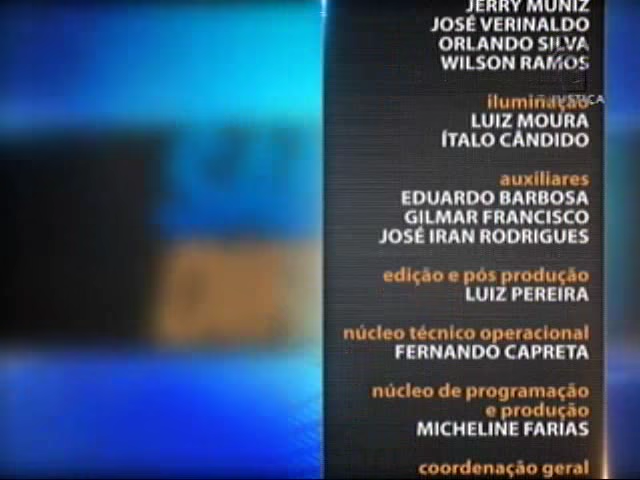 JERRY MUNIZ
JOSÉ VERINALDO
ORLANDO SILVA
WILSON RAMOS
iluminação
TV JUSTIÇA
LUIZ MOURA
ÍTALO CÂNDIDO
auxiliares
EDUARDO BARBOSA
GILMAR FRANCISCO
JOSÉ IRAN RODRIGUES
edição e pós produção
LUIZ PEREIRA
núcleo técnico operacional
FERNANDO CAPRETA
núcleo de programação
e produção
MICHELINE FARIAS
coordenação geral